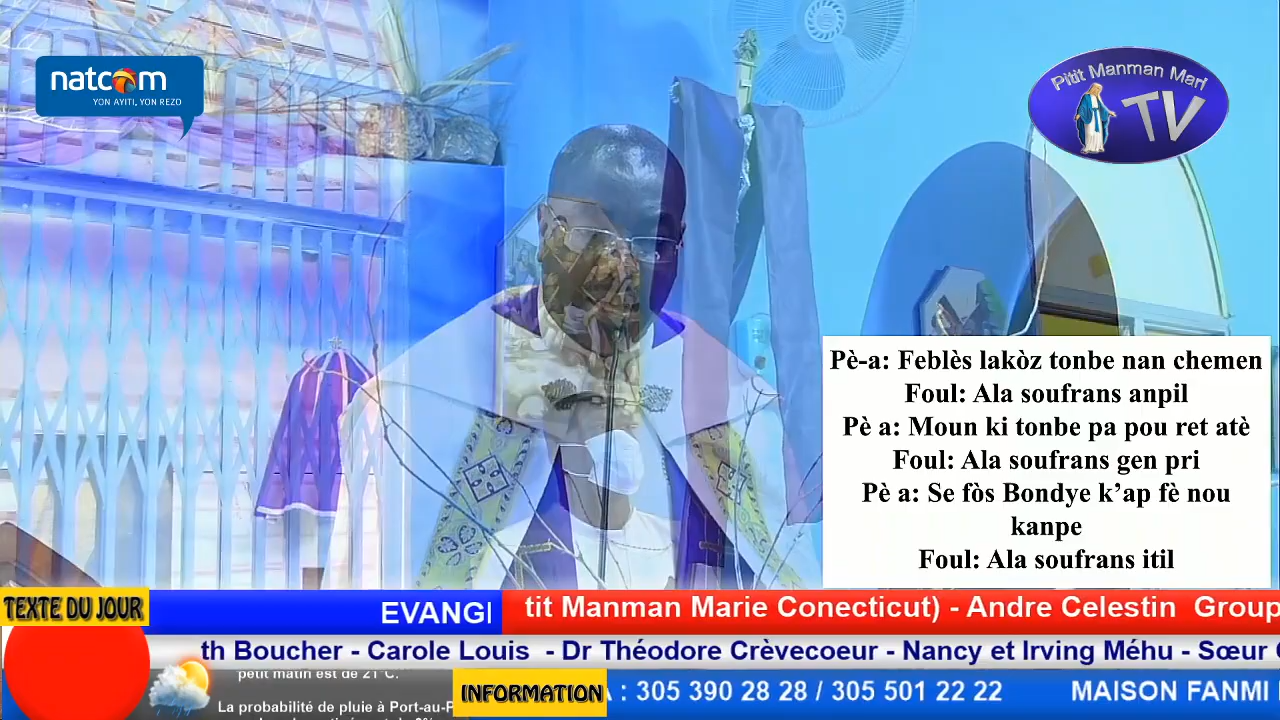 natcom
YON AYITI, YON REZO
Pitit Manman Mari
TV
Pè-a: Feblès lakòz tonbe nan chemen
Foul: Ala soufrans anpil
Pè a: Moun ki tonbe pa pou ret atè
Foul: Ala soufrans gen pri
Pè a: Se fòs Bondye k’ap fè nou
kanpe
Foul: Ala soufrans itil
TEXTE DU JOUR
EVANGI
tit Manman Marie Conecticut) - Andre Celestin Group
th Boucher - Carole Louis - Dr Théodore Crèvecoeur - Nancy et Irving Méhu - Sœur
petit matin est de 21°C.
La probabilité de pluie à Port-au-P
INFORMATION
: 305 390 28 28 / 305 501 22 22
MAISON FANMI